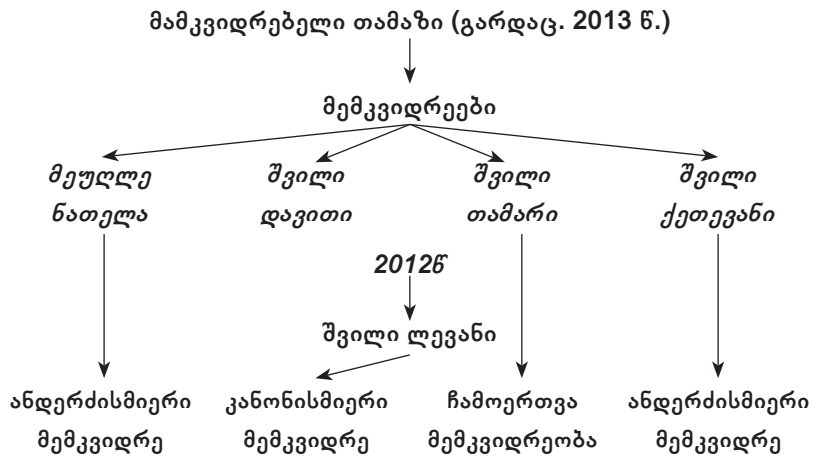 მამკვიდრებელი თამაზი (გარდაც. 2013 წ.)
მემკვიდრეები
მეუღლე შვილი შვილი შვილი
ნათელა დავითი თამარი ქეთევანი
2012წ
შვილი ლევანი
ანდერძისმიერი კანონისმიერი ჩამოერთვა ანდერძისმიერი
მემკვიდრე მემკვიდრე მემკვიდრეობა მემკვიდრე